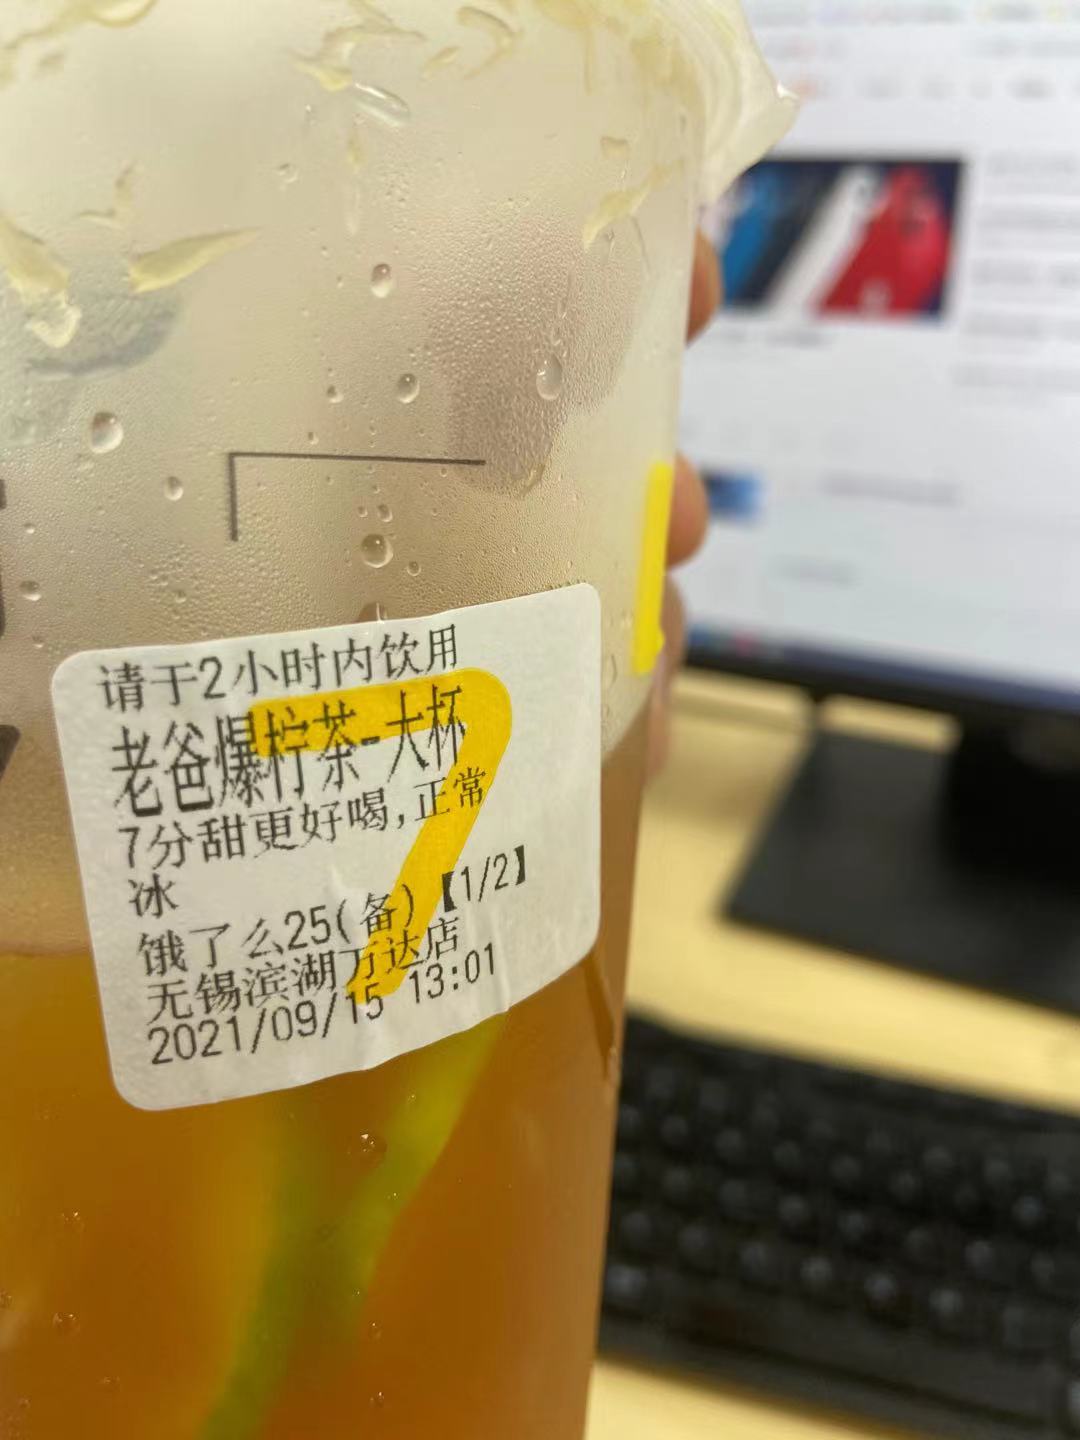 请于2小时内饮用
老爸爆柠茶-大杯
7分甜更好喝,正常
冰
饿了么25(备)【1/2】
无锡滨湖万达店
2021/09/15 13:01